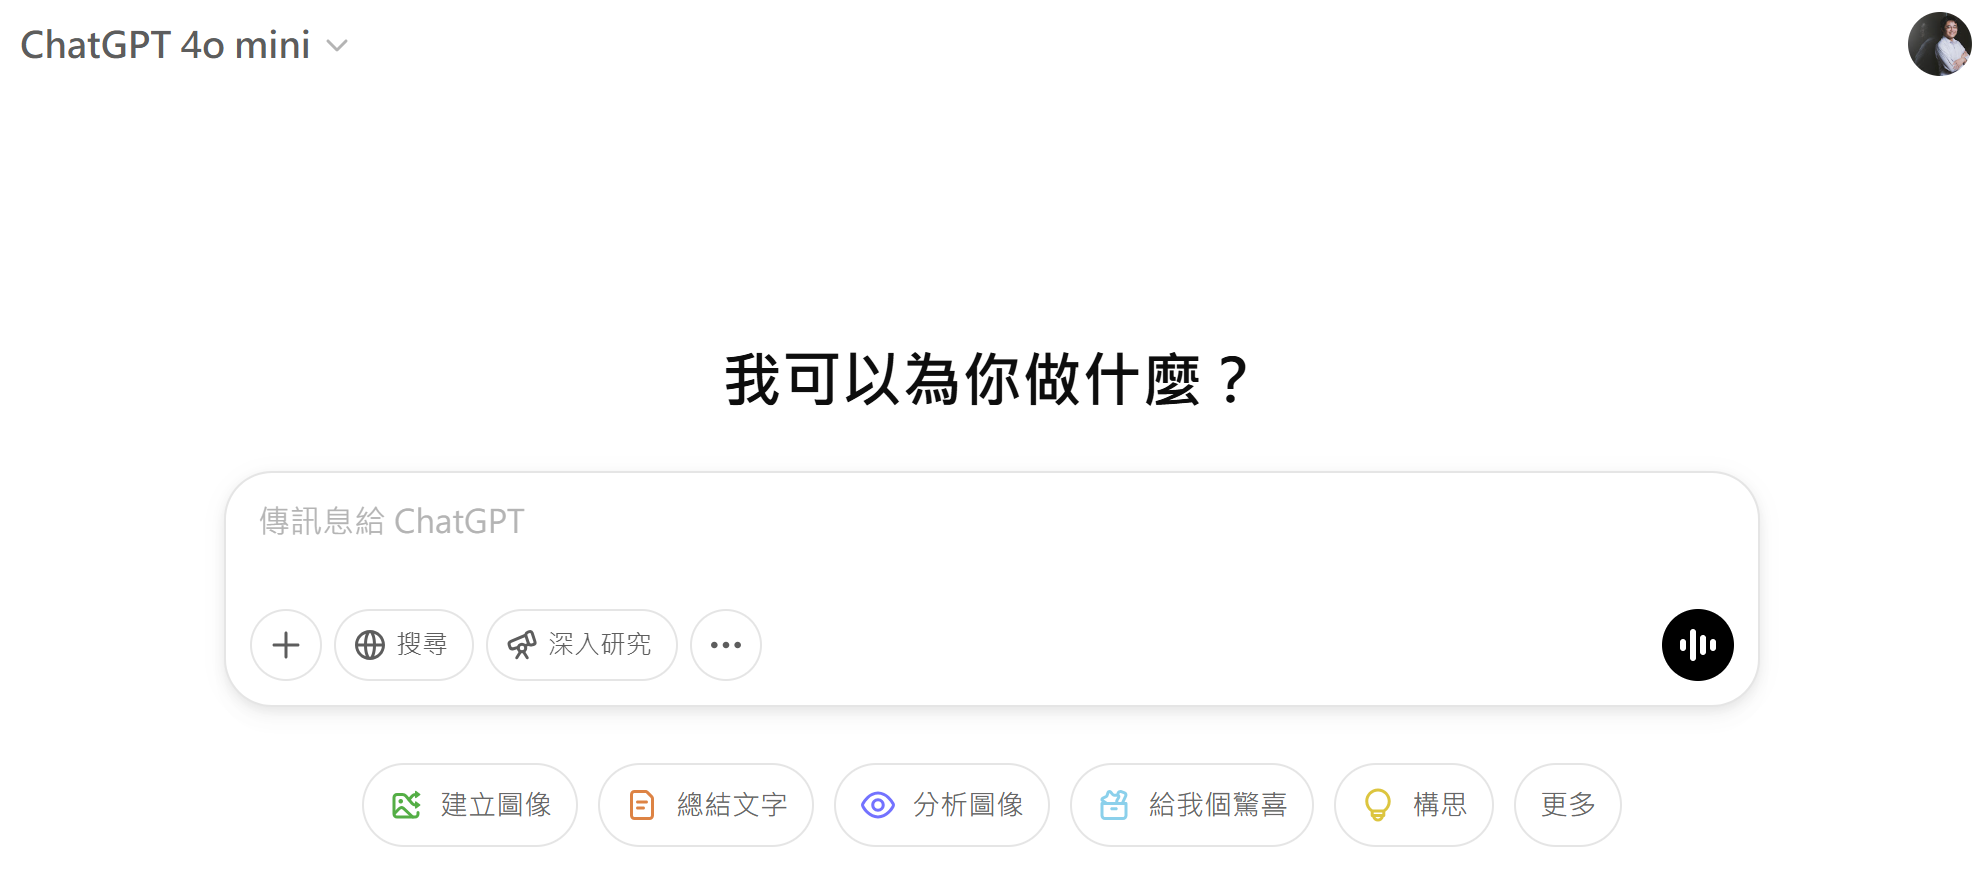 ChatGPT 4o mini
我可以為你做什麼？
傳訊息給 ChatGPT
搜尋 深入研究
建立圖像 總結文字 分析圖像 給我個驚喜 構思 更多